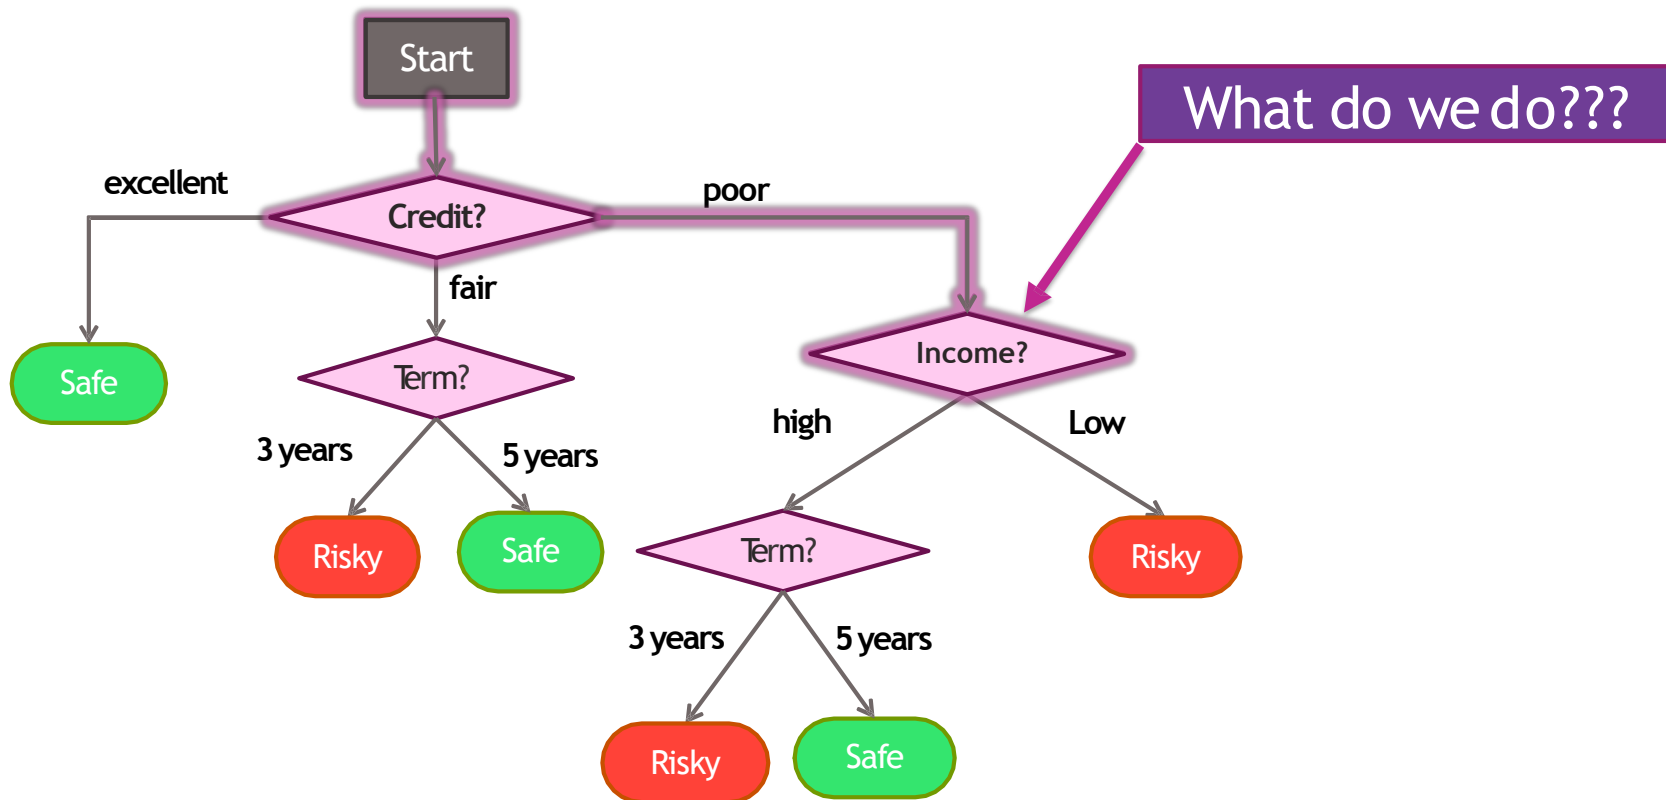 Start
What do we do???
excellent
poor
Credit?
fair
Income?
Safe
Term?
high
Low
3 years
5 years
Risky
Safe
Term?
Risky
3 years
5 years
Risky
Safe